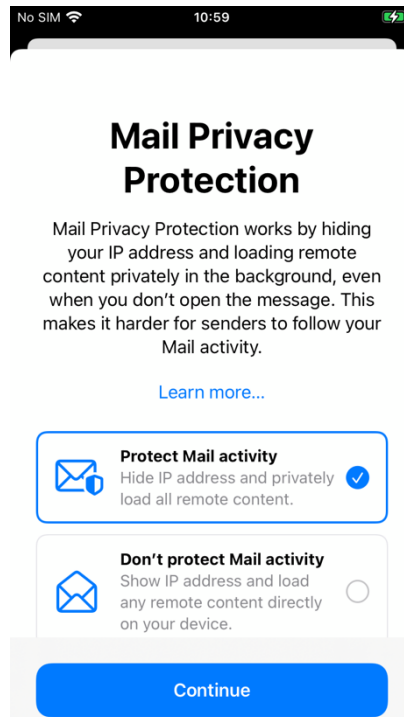 No SIM 10:59
Mail Privacy
Protection
Mail Privacy Protection works by hiding
your IP address and loading remote
content privately in the background, even
when you don’t open the message. This
makes it harder for senders to follow your
Mail activity.
Learn more...
Protect Mail activity
Hide IP address and privately
load all remote content.
Don’t protect Mail activity
Show IP address and load
any remote content directly
on your device.
Continue